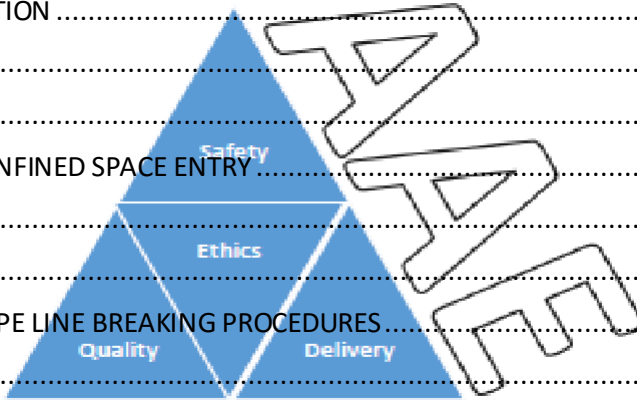 TION ....................................................................
....................................................................
....................................................................
Safety
NFINED SPACE ENTRY ....................................................................
....................................................................
Ethics
....................................................................
PE LINE BREAKING PROCEDURES ....................................................................
Quality Delivery
....................................................................
AAE